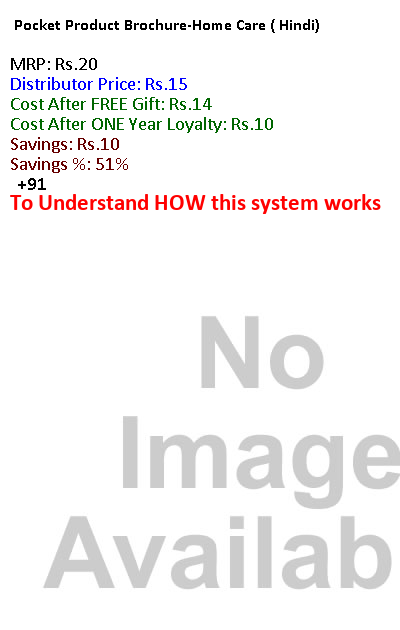 Pocket Product Brochure-Home Care ( Hindi)
MRP: Rs.20
Distributor Price: Rs.15
Cost After FREE Gift: Rs.14
Cost After ONE Year Loyalty: Rs.10
Savings: Rs.10
Savings %: 51%
+91
To Understand HOW this system works
No
Image
Availab